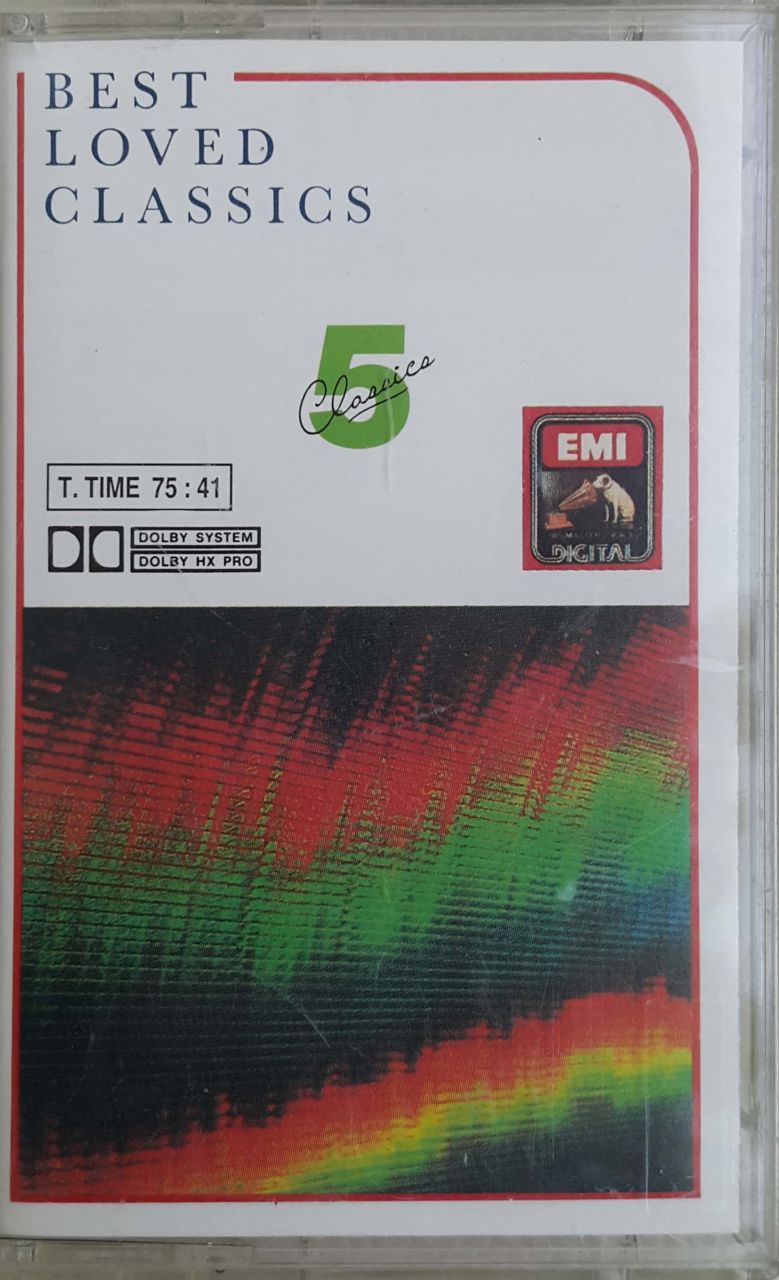 BEST
LOVED
CLASSICS
5
Classics
EMI
T. TIME 75:41
DOLBY SYSTEM
DOLBY HX PRO
DIGITAL